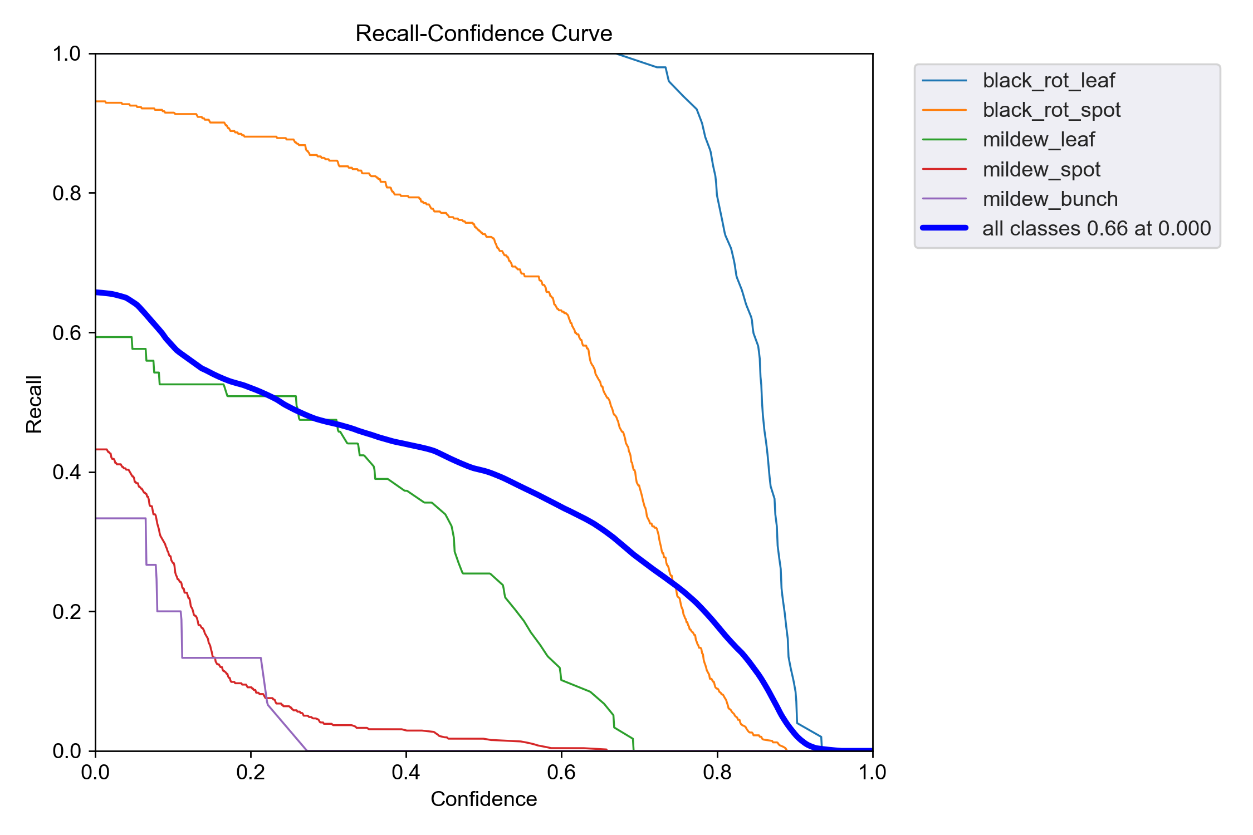 Recall-Confidence Curve
1.0
0.8
0.6
0.4
0.2
0.0
Recall
0.0 0.2 0.4 0.6 0.8 1.0
Confidence
black_rot_leaf
black_rot_spot
mildew_leaf
mildew_spot
mildew_bunch
all classes 0.66 at 0.000